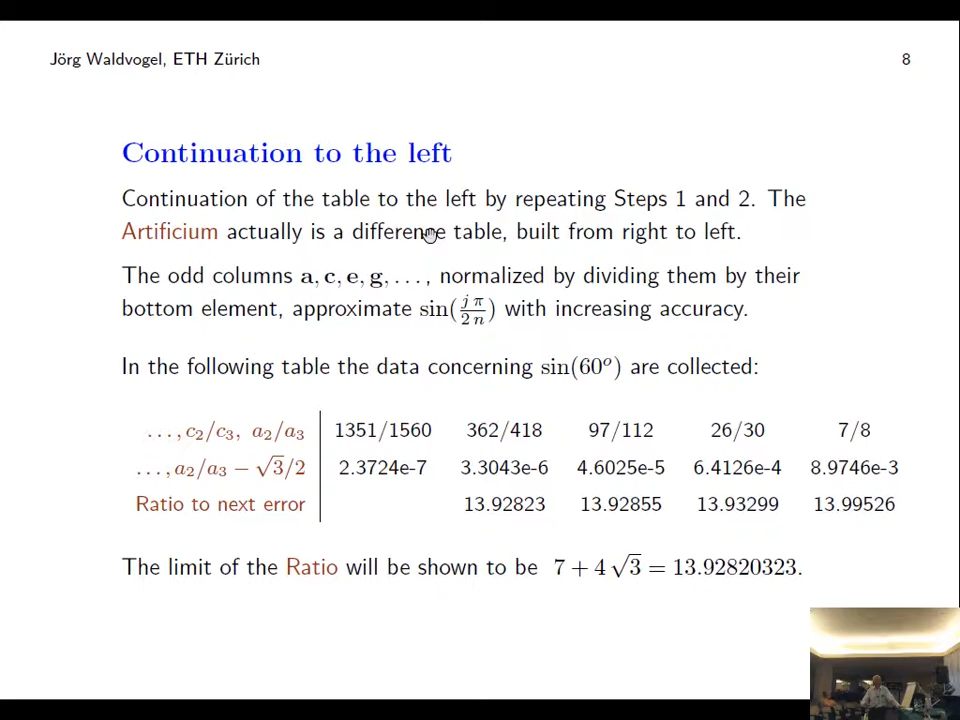 Jörg Waldvogel, ETH Zürich 8
Continuation to the left
Continuation of the table to the left by repeating Steps 1 and 2. The
Artificium actually is a difference table, built from right to left.
The odd columns a, c, e, g, . . . , normalized by dividing them by their
bottom element, approximate sin(j π / 2 n) with increasing accuracy.
In the following table the data concerning sin(60°) are collected:
. . . , c₂/c₃, a₂/a₃ 1351/1560 362/418 97/112 26/30 7/8
. . . , a₂/a₃ − √3/2 2.3724e-7 3.3043e-6 4.6025e-5 6.4126e-4 8.9746e-3
Ratio to next error 13.92823 13.92855 13.93299 13.99526
The limit of the Ratio will be shown to be 7 + 4 √3 = 13.92820323.